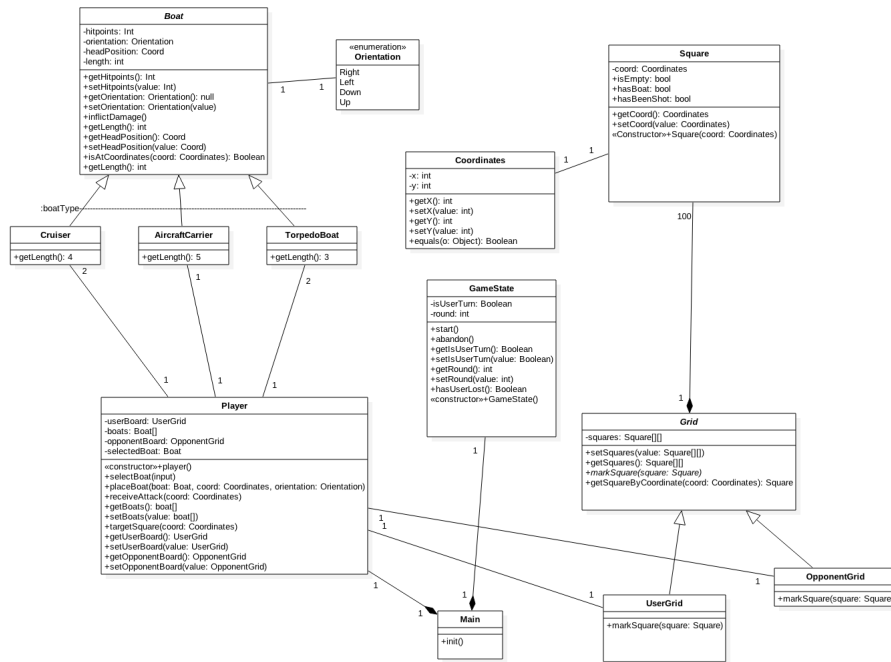 Boat
-hitpoints: Int
-orientation: Orientation
-headPosition: Coord
-length: int
+getHitpoints(): Int
+setHitpoints(value: Int)
+getOrientation: Orientation(): null
+setOrientation: Orientation(value)
+inflictDamage()
+getLength(): int
+getHeadPosition(): Coord
+setHeadPosition(value: Coord)
+isAtCoordinates(coord: Coordinates): Boolean
+getLength(): int
1
1
«enumeration»
Orientation
Right
Left
Down
Up
:boatType
Cruiser
+getLength(): 4
AircraftCarrier
+getLength(): 5
TorpedoBoat
+getLength(): 3
2
1
2
1
1
1
Square
-coord: Coordinates
+isEmpty: bool
+hasBoat: bool
+hasBeenShot: bool
+getCoord(): Coordinates
+setCoord(value: Coordinates)
«Constructor»+Square(coord: Coordinates)
1
1
Coordinates
-x: int
-y: int
+getX(): int
+setX(value: int)
+getY(): int
+setY(value: int)
+equals(o: Object): Boolean
100
1
GameState
-isUserTurn: Boolean
-round: int
+start()
+abandon()
+getIsUserTurn(): Boolean
+setIsUserTurn(value: Boolean)
+getRound(): int
+setRound(value: int)
+hasUserLost(): Boolean
«constructor»+GameState()
1
1
Player
-userBoard: UserGrid
-boats: Boat[]
-opponentBoard: OpponentGrid
-selectedBoat: Boat
«constructor»+player()
+selectBoat(input)
+placeBoat(boat: Boat, coord: Coordinates, orientation: Orientation)
+receiveAttack(coord: Coordinates)
+getBoats(): boat[]
+setBoats(value: boat[])
+targetSquare(coord: Coordinates)
+getUserBoard(): UserGrid
+setUserBoard(value: UserGrid)
+getOpponentBoard(): OpponentGrid
+setOpponentBoard(value: OpponentGrid)
1
1
1
1
Grid
-squares: Square[][]
+setSquares(value: Square[][])
+getSquares(): Square[][]
+markSquare(square: Square)
+getSquareByCoordinate(coord: Coordinates): Square
1
1
OpponentGrid
+markSquare(square: Square
UserGrid
+markSquare(square: Square)
Main
+init()